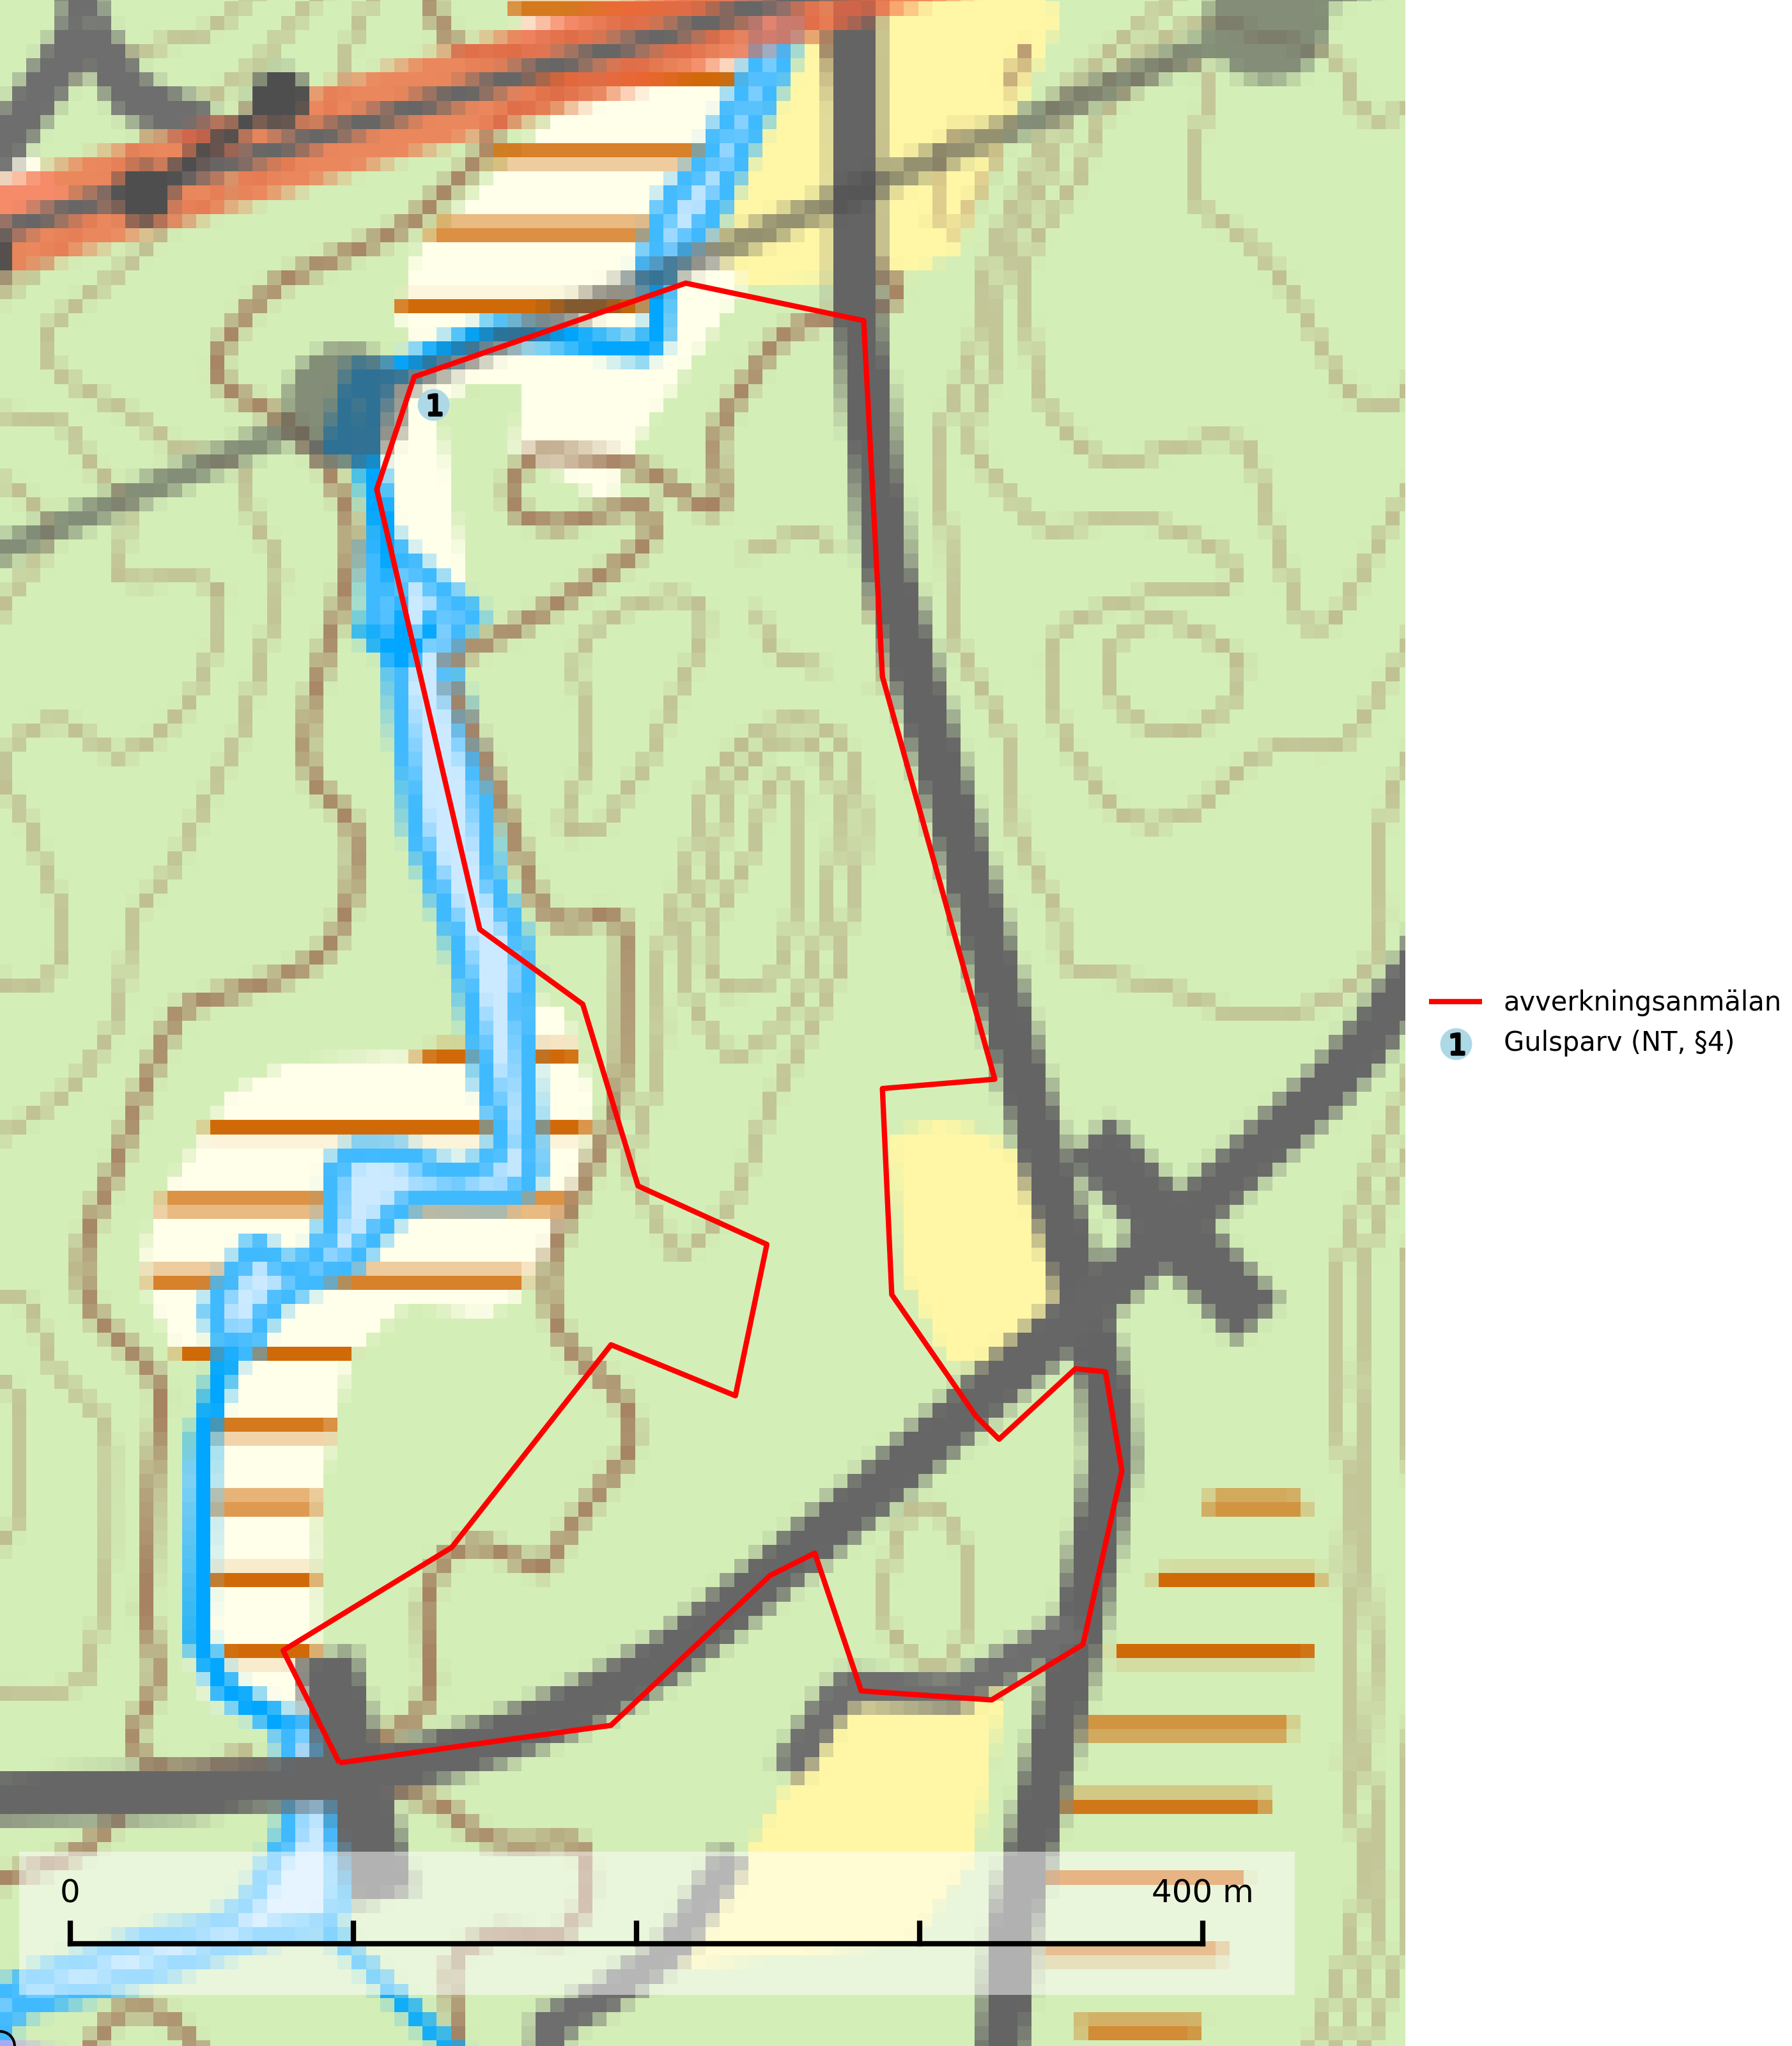 1
avverkningsanmälan
1 Gulsparv (NT, §4)
0 400 m